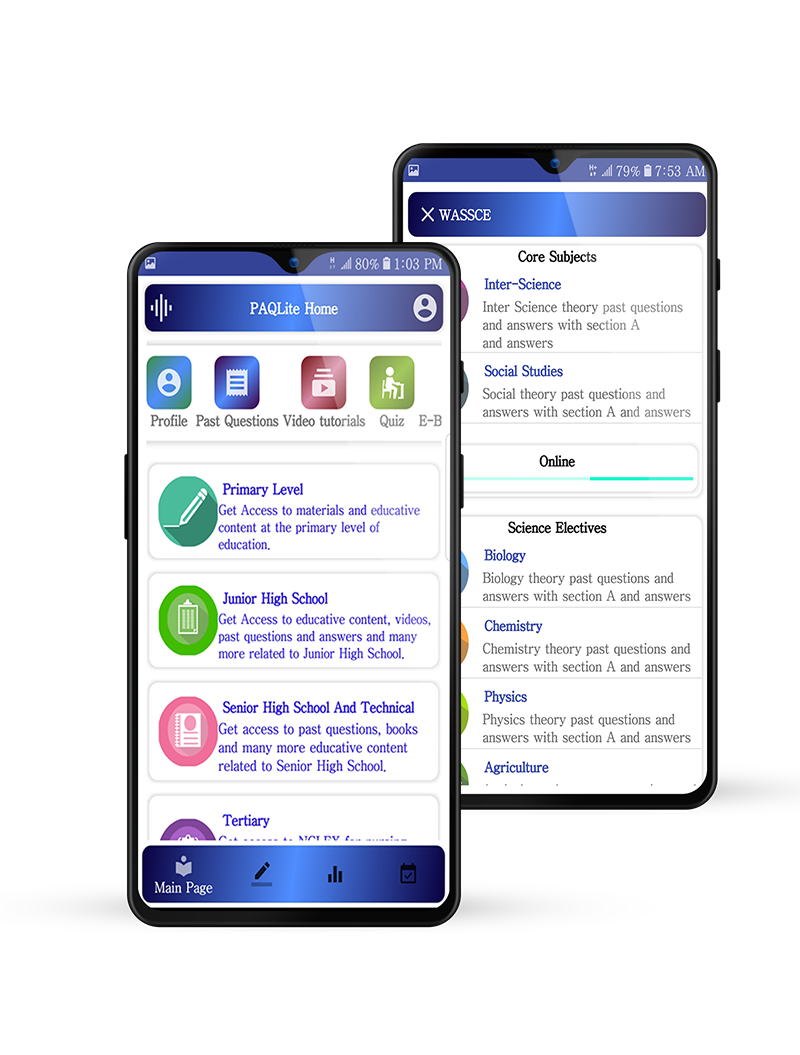 H 80% 1:03 PM
PAQLite Home
Profile Past Questions Video tutorials Quiz E-B
Primary Level
Get Access to materials and educative
content at the primary level of
education.
Junior High School
Get Access to educative content, videos,
past questions and answers and many
more related to Junior High School.
Senior High School And Technical
Get access to past questions, books
and many more educative content
related to Senior High School.
Tertiary
Get access to NCLEX for nursing
Main Page
H+ 79% 7:53 AM
WASSCE
Core Subjects
Inter-Science
Inter Science theory past questions
and answers with section A
and answers
Social Studies
Social theory past questions and
answers with section A and answers
Online
Science Electives
Biology
Biology theory past questions and
answers with section A and answers
Chemistry
Chemistry theory past questions and
answers with section A and answers
Physics
Physics theory past questions and
answers with section A and answers
Agriculture